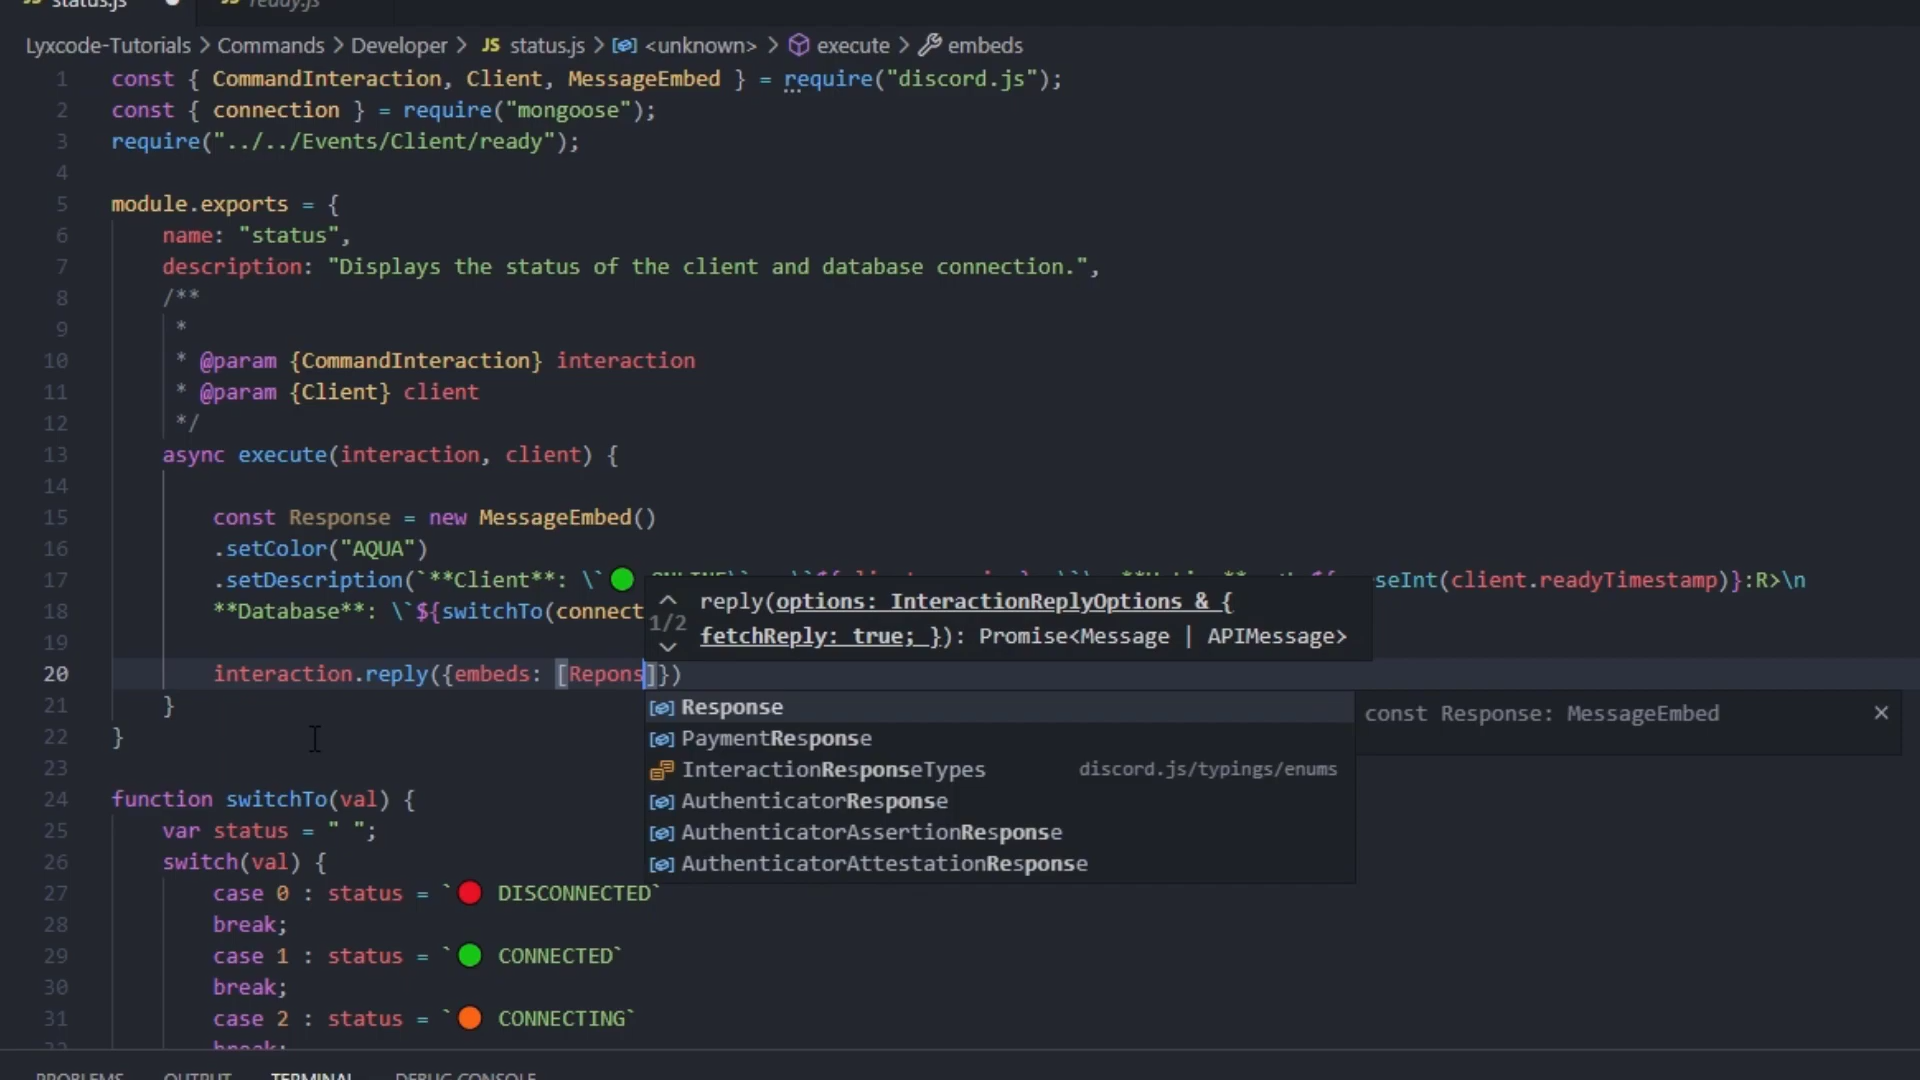 status.js ready.js
Lyxcode-Tutorials > Commands > Developer > JS status.js > <unknown> > execute > embeds
1 const { CommandInteraction, Client, MessageEmbed } = require("discord.js");
2 const { connection } = require("mongoose");
3 require("../../Events/Client/ready");
4
5 module.exports = {
6 name: "status",
7 description: "Displays the status of the client and database connection.",
8 /**
9 *
10 * @param {CommandInteraction} interaction
11 * @param {Client} client
12 */
13 async execute(interaction, client) {
14
15 const Response = new MessageEmbed()
16 .setColor("AQUA")
17 .setDescription(`**Client**: \`🟢 seInt(client.readyTimestamp)}:R>\n
18 **Database**: \`${switchTo(connect
19
20 interaction.reply({embeds: [Repons]})
21 }
22 }
23
24 function switchTo(val) {
25 var status = " ";
26 switch(val) {
27 case 0 : status = `🔴 DISCONNECTED`
28 break;
29 case 1 : status = `🟢 CONNECTED`
30 break;
31 case 2 : status = `🟠 CONNECTING`
32 break;
1/2 reply(options: InteractionReplyOptions & {
fetchReply: true; }): Promise<Message | APIMessage>
Response
PaymentResponse
InteractionResponseTypes discord.js/typings/enums
AuthenticatorResponse
AuthenticatorAssertionResponse
AuthenticatorAttestationResponse
const Response: MessageEmbed
PROBLEMS OUTPUT TERMINAL DEBUG CONSOLE